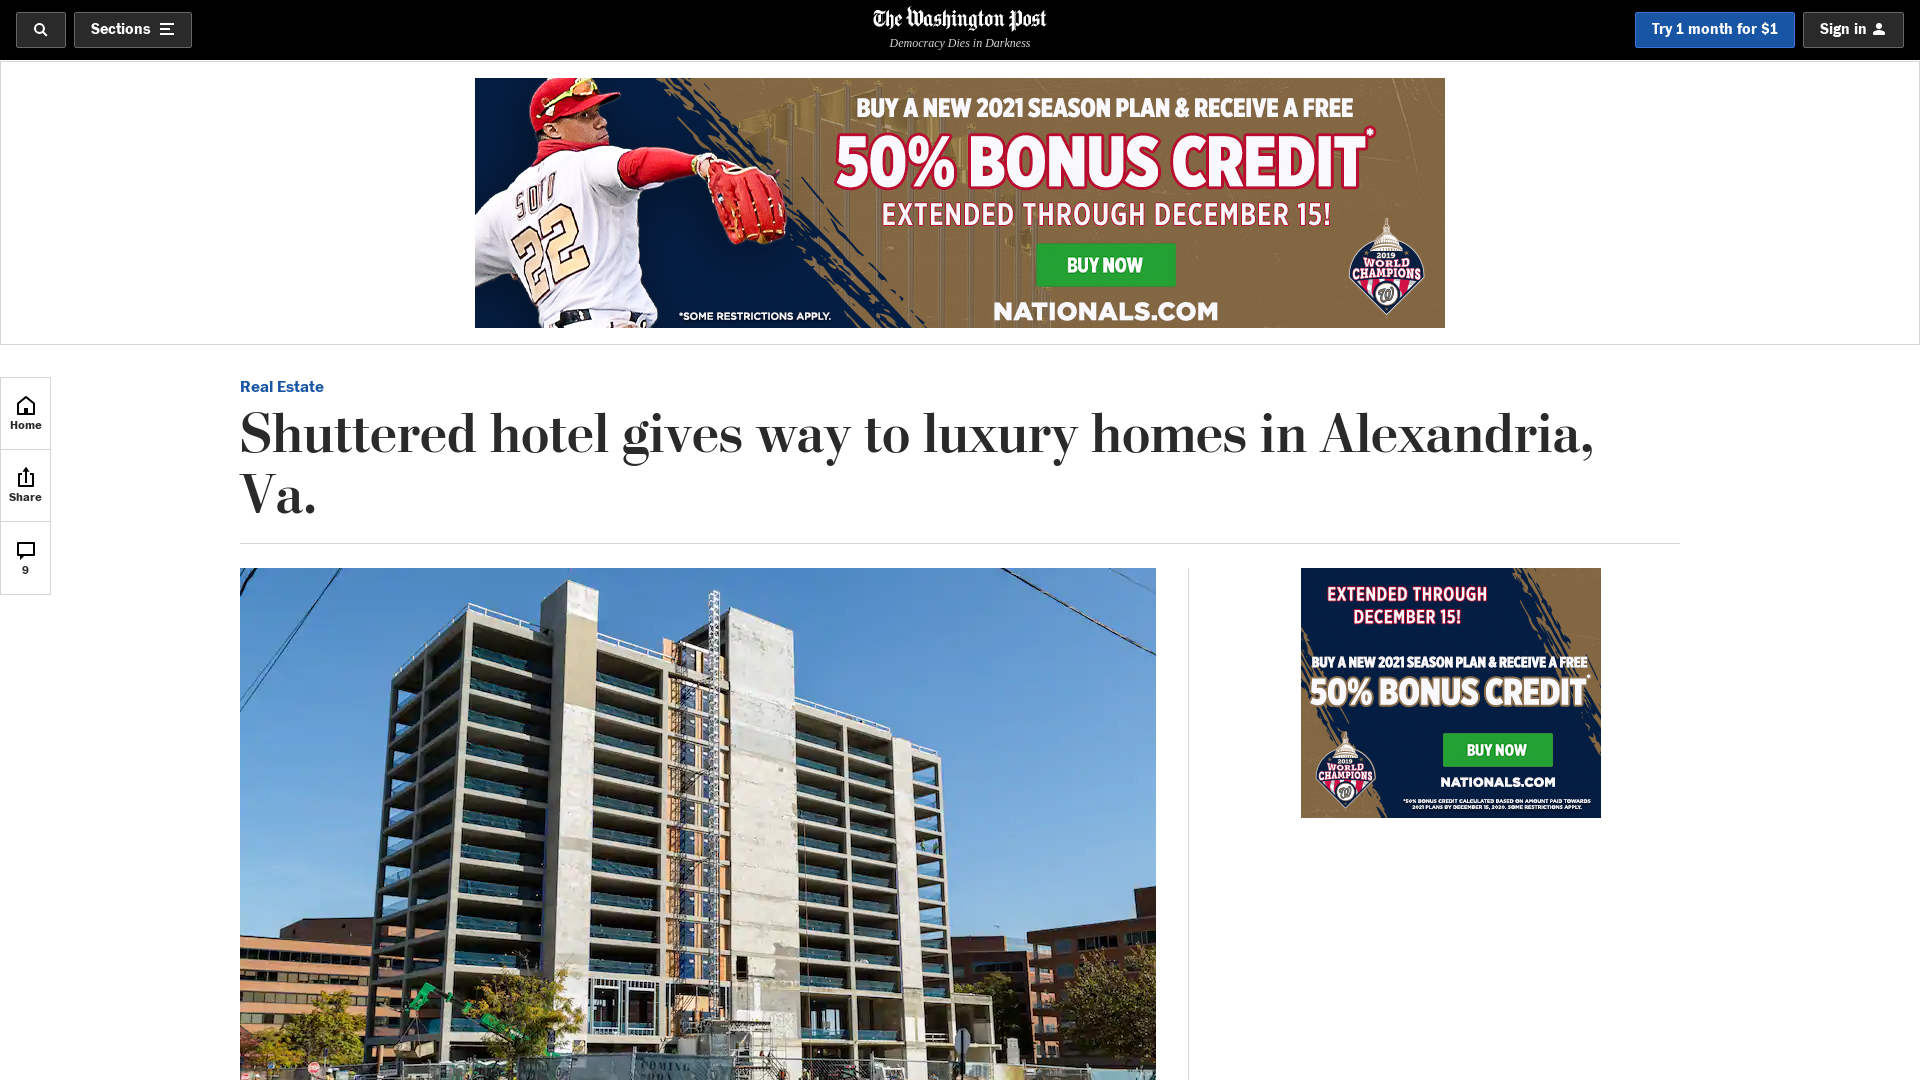 Sections
The Washington Post
Democracy Dies in Darkness
Try 1 month for $1
Sign in
BUY A NEW 2021 SEASON PLAN & RECEIVE A FREE
50% BONUS CREDIT*
EXTENDED THROUGH DECEMBER 15!
BUY NOW
NATIONALS.COM
*SOME RESTRICTIONS APPLY.
22
2019
WORLD
CHAMPIONS
W
Home
Share
9
Real Estate
Shuttered hotel gives way to luxury homes in Alexandria,
Va.
COMING
EXTENDED THROUGH
DECEMBER 15!
BUY A NEW 2021 SEASON PLAN & RECEIVE A FREE
50% BONUS CREDIT*
BUY NOW
NATIONALS.COM
2019
WORLD
CHAMPIONS
W
*50% BONUS CREDIT CALCULATED BASED ON AMOUNT PAID TOWARDS
2021 PLANS BY DECEMBER 15, 2020. SOME RESTRICTIONS APPLY.